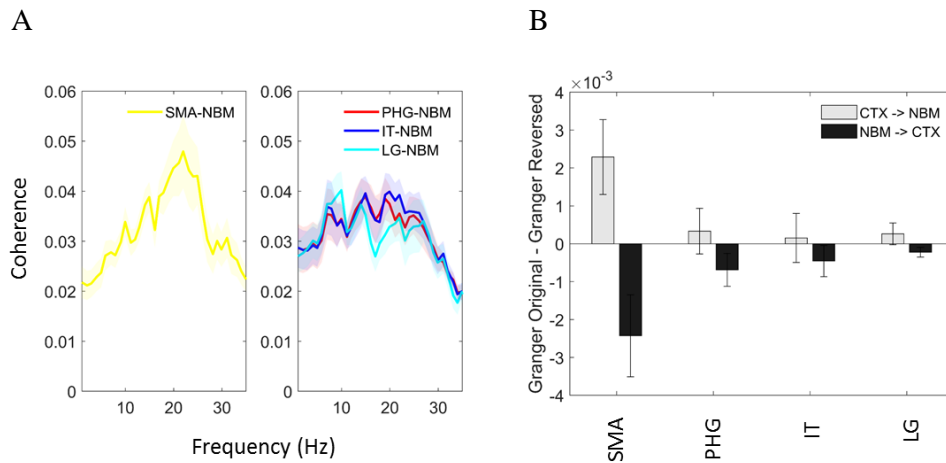 A
B
0.06
0.05
0.04
0.03
0.02
0.01
0
SMA-NBM
10 20 30
0.06
0.05
0.04
0.03
0.02
0.01
0
PHG-NBM
IT-NBM
LG-NBM
10 20 30
Coherence
Frequency (Hz)
×10⁻³
4
3
2
1
0
-1
-2
-3
-4
Granger Original - Granger Reversed
CTX -> NBM
NBM -> CTX
SMA
PHG
IT
LG